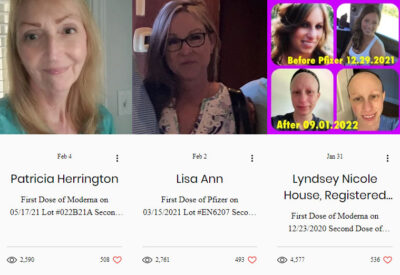 Before Pfizer 12.29.2021
After 09.01.2022
Feb 4
Patricia Herrington
First Dose of Moderna on
05/17/21 Lot #022B21A Secon...
2,590 508
Feb 2
Lisa Ann
First Dose of Pfizer on
03/15/2021 Lot #EN6207 Seco...
2,761 493
Jan 31
Lyndsey Nicole
House, Registered...
First Dose of Moderna on
12/23/2020 Second Dose of...
4,577 536